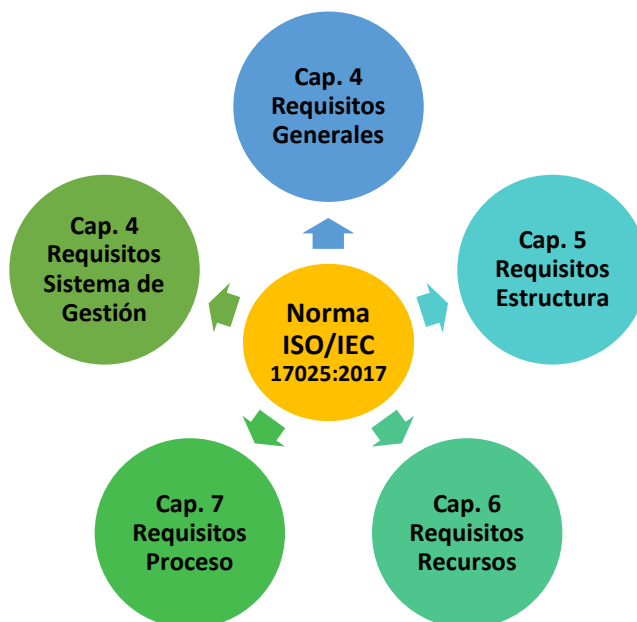 Cap. 4
Requisitos
Generales
Cap. 4
Requisitos
Sistema de
Gestión
Cap. 5
Requisitos
Estructura
Norma
ISO/IEC
17025:2017
Cap. 7
Requisitos
Proceso
Cap. 6
Requisitos
Recursos